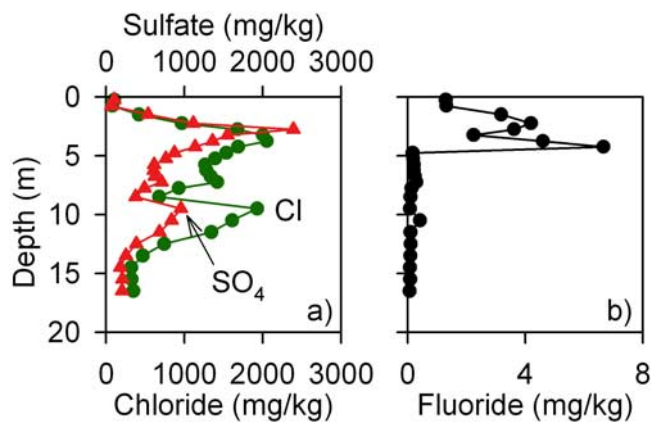 Sulfate (mg/kg)
0 1000 2000 3000
0
5
10
15
20
Depth (m)
Cl
SO4
a)
b)
0 1000 2000 3000
0 4 8
Chloride (mg/kg)
Fluoride (mg/kg)